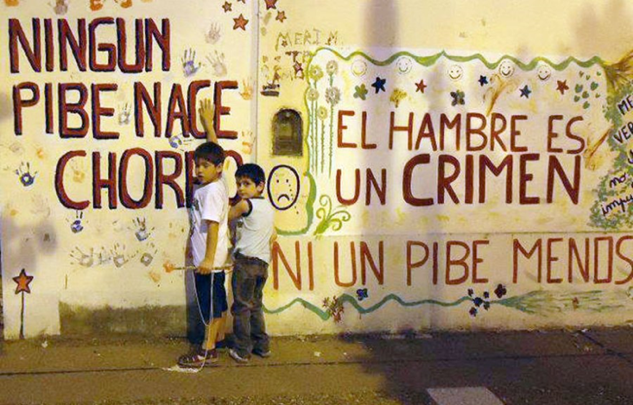 NINGUN
PIBE NACE
CHORRO
EL HAMBRE ES
UN CRIMEN
NI UN PIBE MENOS